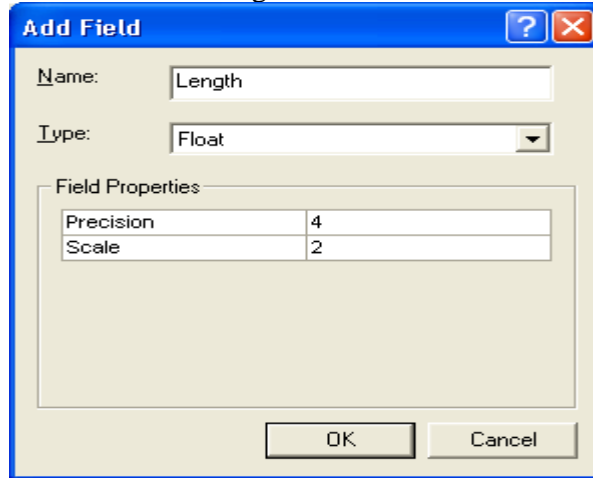 Add Field
Name: Length
Type: Float
Field Properties
Precision 4
Scale 2
OK Cancel